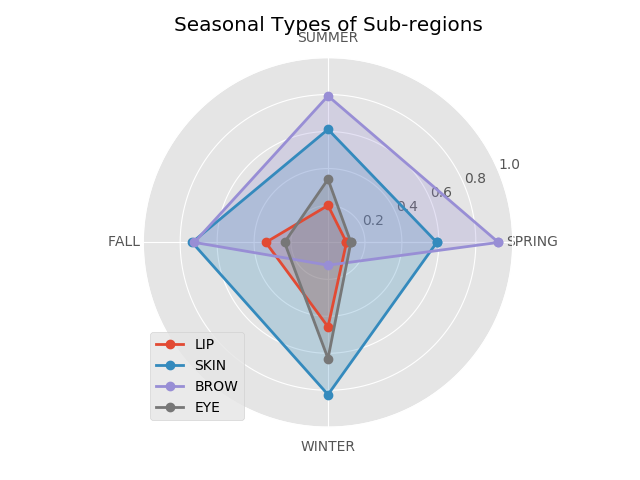 Seasonal Types of Sub-regions
SUMMER
1.0
0.8
0.6
0.4
0.2
FALL
SPRING
LIP
SKIN
BROW
EYE
WINTER